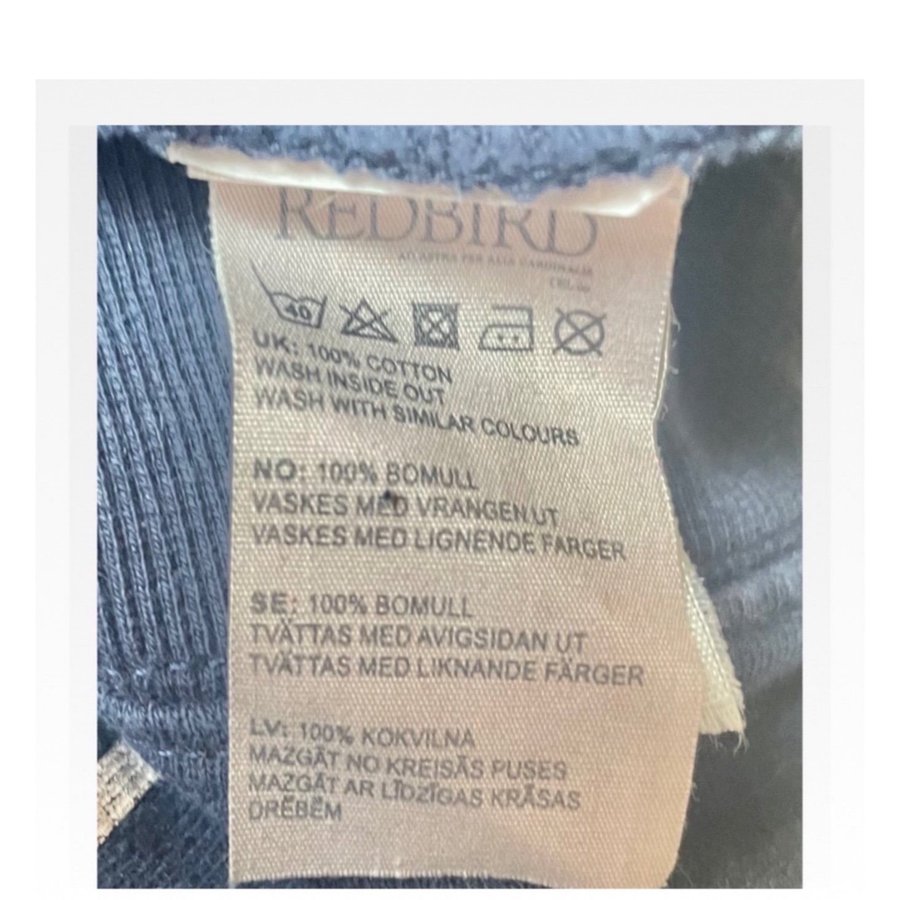 REDBIRD
40
UK: 100% COTTON
WASH INSIDE OUT
WASH WITH SIMILAR COLOURS
NO: 100% BOMULL
VASKES MED VRANGEN UT
VASKES MED LIGNENDE FARGER
SE: 100% BOMULL
TVÄTTAS MED AVIGSIDAN UT
TVÄTTAS MED LIKNANDE FÄRGER
LV: 100% KOKVILNA
MAZGĀT NO KREISĀS PUSES
MAZGĀT AR LĪDZĪGAS KRĀSAS
DRĒBĒM